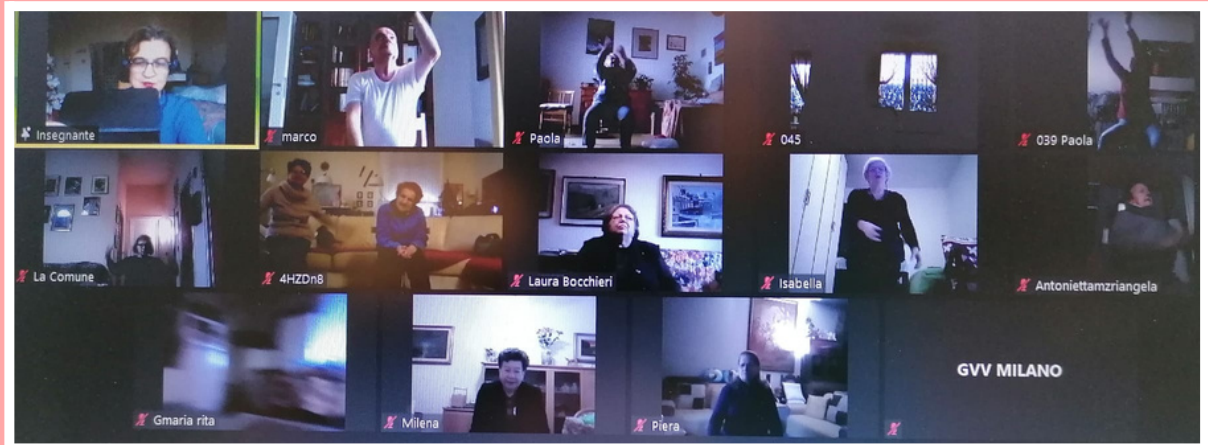 Insegnante
marco
Paola
045
039 Paola
La Comune
4HZDn8
Laura Bocchieri
Isabella
Antoniettamzriangela
Gmaria rita
Milena
Piera
GVV MILANO